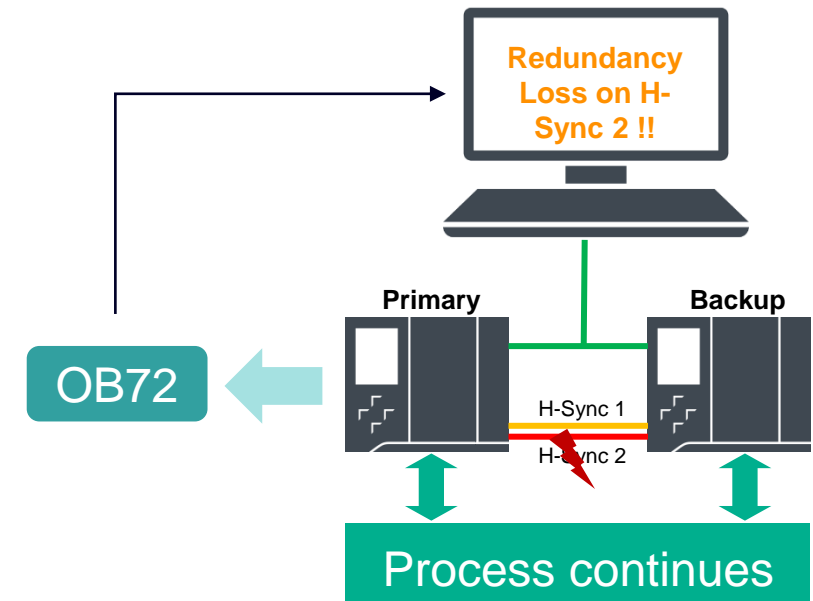 Redundancy
Loss on H-
Sync 2 !!
Primary
Backup
OB72
H-Sync 1
H-Sync 2
Process continues